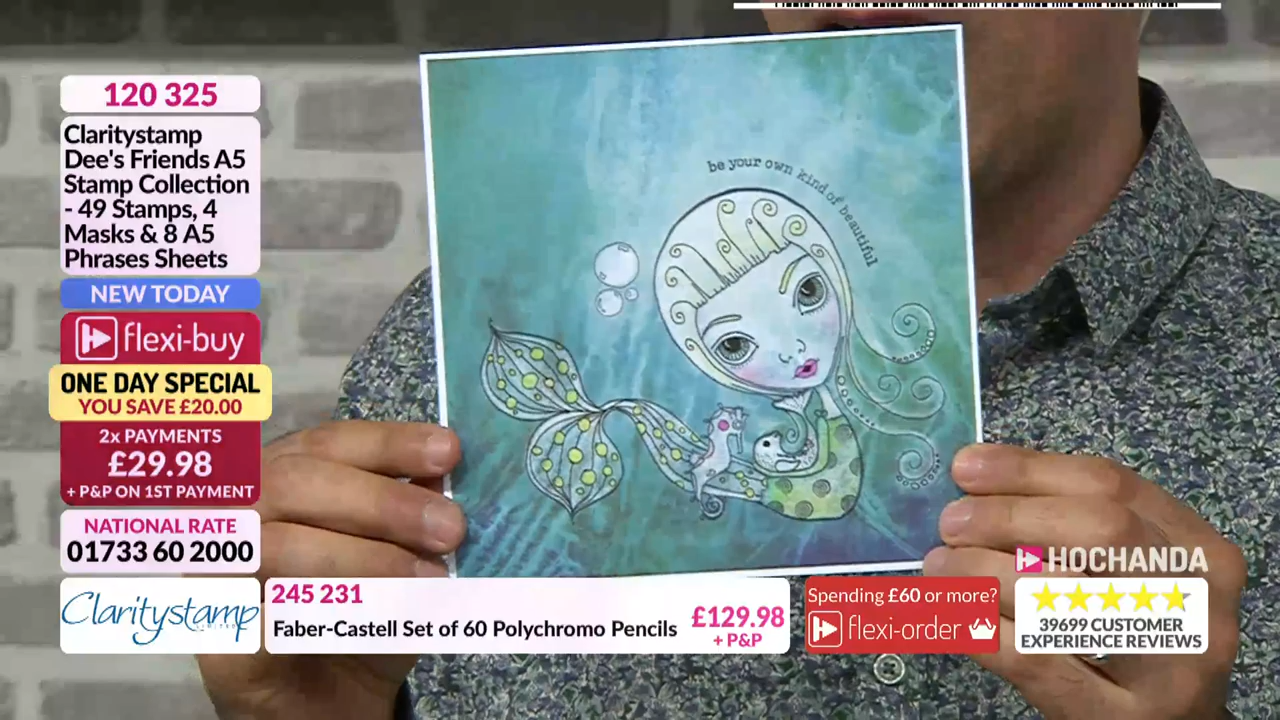 120 325
Claritystamp
Dee's Friends A5
Stamp Collection
- 49 Stamps, 4
Masks & 8 A5
Phrases Sheets
NEW TODAY
flexi-buy
ONE DAY SPECIAL
YOU SAVE £20.00
2x PAYMENTS
£29.98
+ P&P ON 1ST PAYMENT
NATIONAL RATE
01733 60 2000
Claritystamp
LIMITED
be your own kind of beautiful
245 231
Faber-Castell Set of 60 Polychromo Pencils
£129.98
+ P&P
Spending £60 or more?
flexi-order
HOCHANDA
39699 CUSTOMER
EXPERIENCE REVIEWS